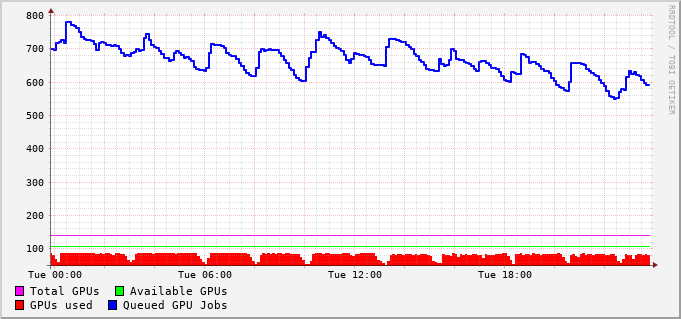 800
700
600
500
400
300
200
100
Tue 00:00 Tue 06:00 Tue 12:00 Tue 18:00
Total GPUs Available GPUs
GPUs used Queued GPU Jobs
RRDTOOL / TOBI OETIKER